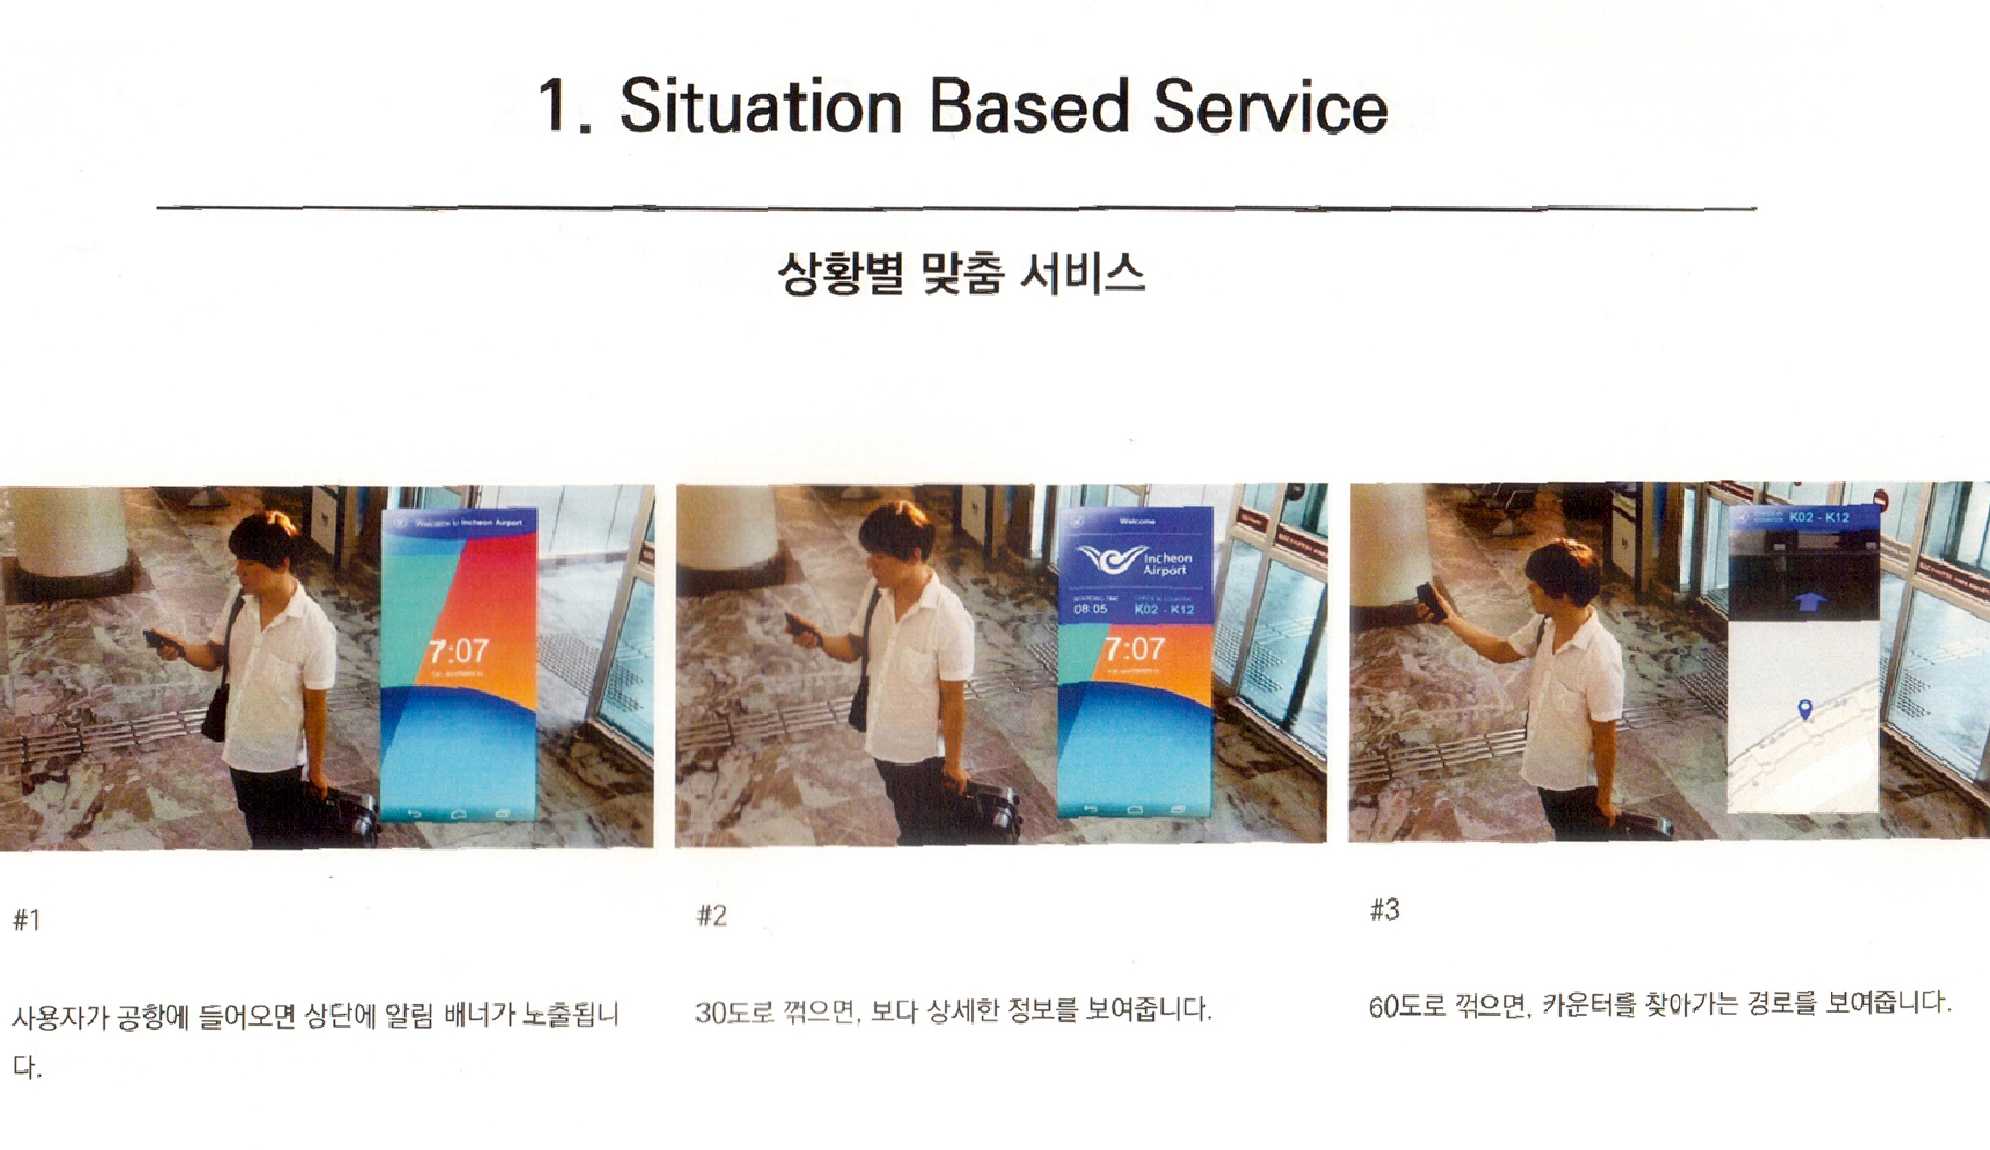 1. Situation Based Service
상황별 맞춤 서비스
Welcome to Incheon Airport
7:07
Welcome
Incheon
Airport
08:05
K02 - K12
7:07
K02 - K12
#1
사용자가 공항에 들어오면 상단에 알림 배너가 노출됩니
다.
#2
30도로 꺾으면, 보다 상세한 정보를 보여줍니다.
#3
60도로 꺾으면, 카운터를 찾아가는 경로를 보여줍니다.